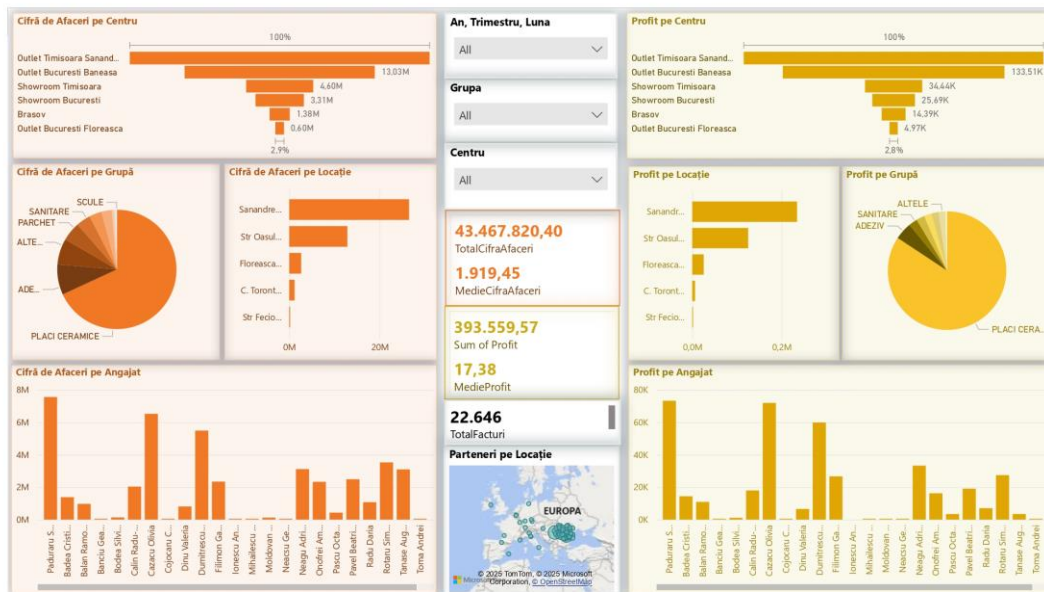 Cifră de Afaceri pe Centru
100%
Outlet Timisoara Sanand...
Outlet Bucuresti Baneasa
13,03M
Showroom Timisoara
4,60M
Showroom Bucuresti
3,31M
Brasov
1,38M
Outlet Bucuresti Floreasca
0,60M
2,9%
An, Trimestru, Luna
All
Grupa
All
Centru
All
Profit pe Centru
100%
Outlet Timisoara Sanand...
Outlet Bucuresti Baneasa
133,51K
Showroom Timisoara
34,44K
Showroom Bucuresti
25,69K
Brasov
14,39K
Outlet Bucuresti Floreasca
4,97K
2,8%
Cifră de Afaceri pe Grupă
SCULE
SANITARE
PARCHET
ALTE...
ADE...
PLACI CERAMICE
Cifră de Afaceri pe Locație
Sanandre...
Str Oasul...
Floreasca...
C. Toront...
Str Fecio...
0M
20M
43.467.820,40
TotalCifraAfaceri
1.919,45
MedieCifraAfaceri
393.559,57
Sum of Profit
17,38
MedieProfit
22.646
TotalFacturi
Profit pe Locație
Sanandr...
Str Oasul...
Floreasc...
C. Toront...
Str Fecio...
0,0M
0,2M
Profit pe Grupă
ALTELE
SANITARE
ADEZIV
PLACI CERA...
Cifră de Afaceri pe Angajat
8M
6M
4M
2M
0M
Paduraru S...
Badea Cristi...
Balan Ramo...
Banciu Gea...
Bodea Silvi...
Calin Radu-...
Cazacu Olivia
Cojocaru C...
Dinu Valeria
Dumitrescu...
Filimon Ga...
Ionescu An...
Mihailescu ...
Moldovan ...
Neacsu Ge...
Neagu Adri...
Onofrei Am...
Pascu Octa...
Pavel Beatri...
Radu Daria
Rotaru Sim...
Tanase Aug...
Toma Andrei
Parteneri pe Locație
EUROPA
© 2025 TomTom, © 2025 Microsoft
Microsoft Corporation, © OpenStreetMap
Profit pe Angajat
80K
60K
40K
20K
0K
Paduraru S...
Badea Cristi...
Balan Ramo...
Banciu Gea...
Bodea Silvi...
Calin Radu-...
Cazacu Olivia
Cojocaru C...
Dinu Valeria
Dumitrescu...
Filimon Ga...
Ionescu An...
Mihailescu ...
Moldovan ...
Neacsu Ge...
Neagu Adri...
Onofrei Am...
Pascu Octa...
Pavel Beatri...
Radu Daria
Rotaru Sim...
Tanase Aug...
Toma Andrei